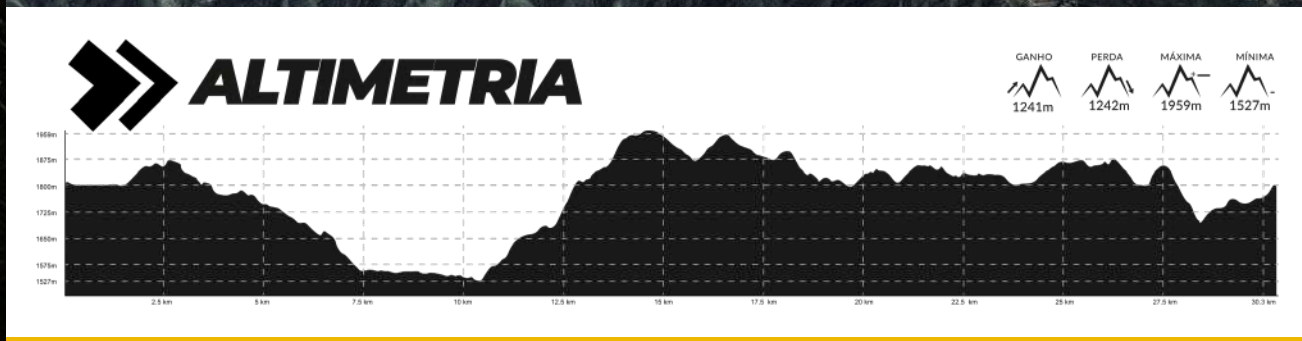 ALTIMETRIA
GANHO
1241m
PERDA
1242m
MÁXIMA
1959m
MÍNIMA
1527m
1959m
1875m
1800m
1725m
1650m
1575m
1527m
2.5 km
5 km
7.5 km
10 km
12.5 km
15 km
17.5 km
20 km
22.5 km
25 km
27.5 km
30.3 km